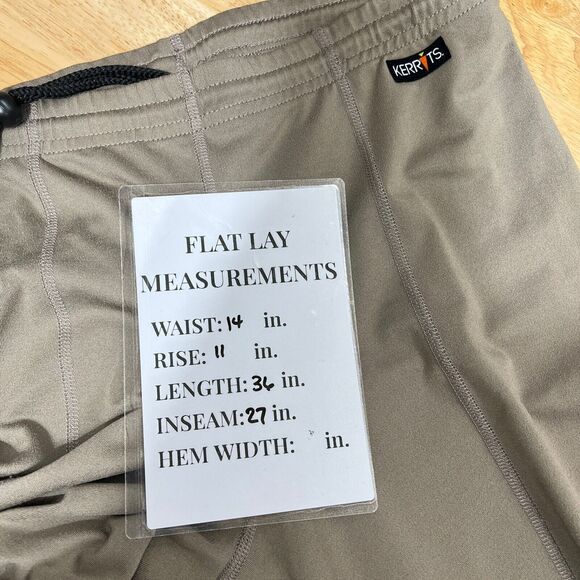 KERRITS.
FLAT LAY
MEASUREMENTS
WAIST: 14 in.
RISE: 11 in.
LENGTH: 36 in.
INSEAM: 27 in.
HEM WIDTH: in.